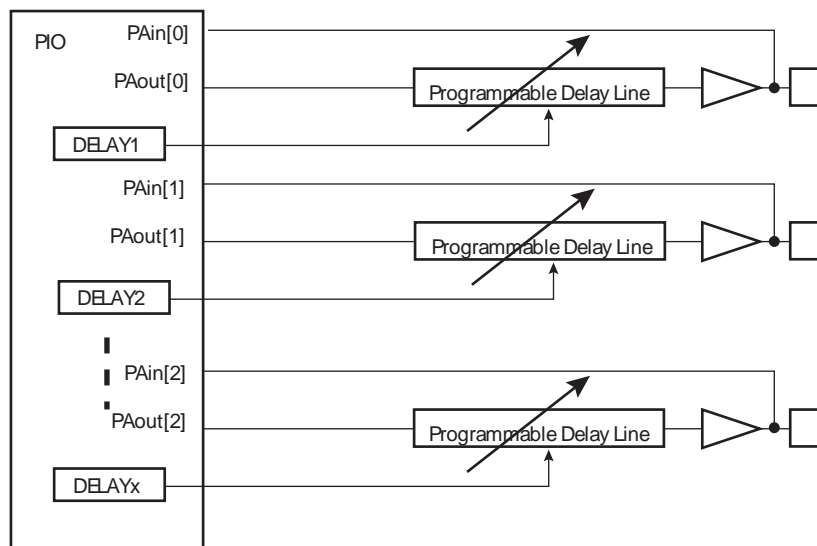 PIO
PAin[0]
PAout[0]
Programmable Delay Line
DELAY1
PAin[1]
PAout[1]
Programmable Delay Line
DELAY2
PAin[2]
PAout[2]
Programmable Delay Line
DELAYx